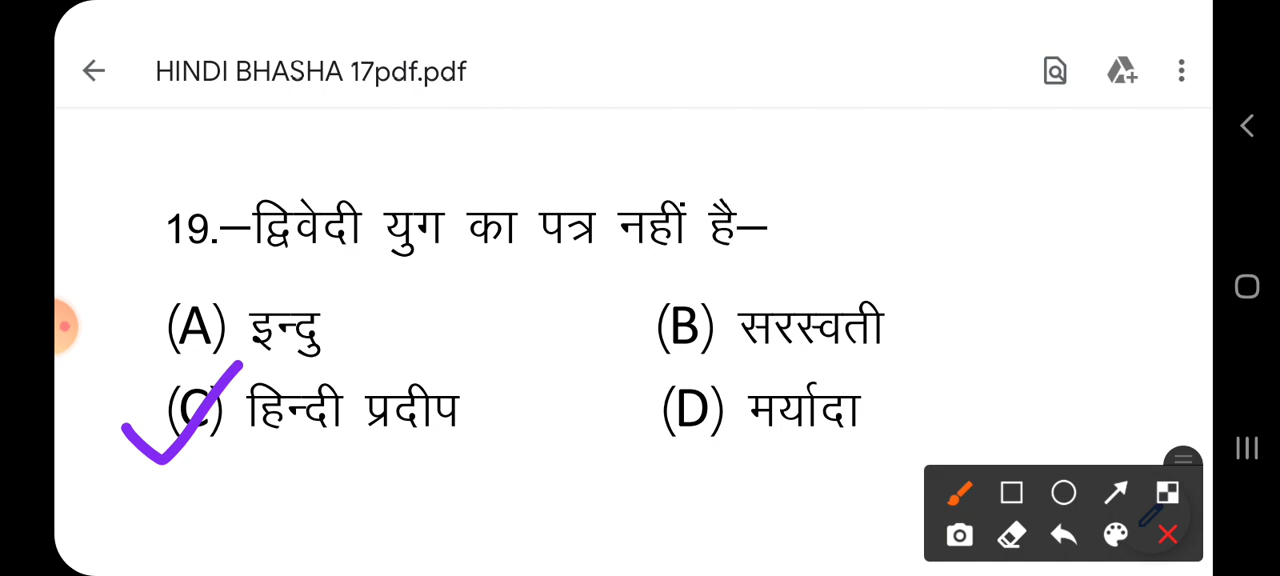 HINDI BHASHA 17pdf.pdf
19.–द्विवेदी युग का पत्र नहीं है–
(A) इन्दु (B) सरस्वती
(C) हिन्दी प्रदीप (D) मर्यादा